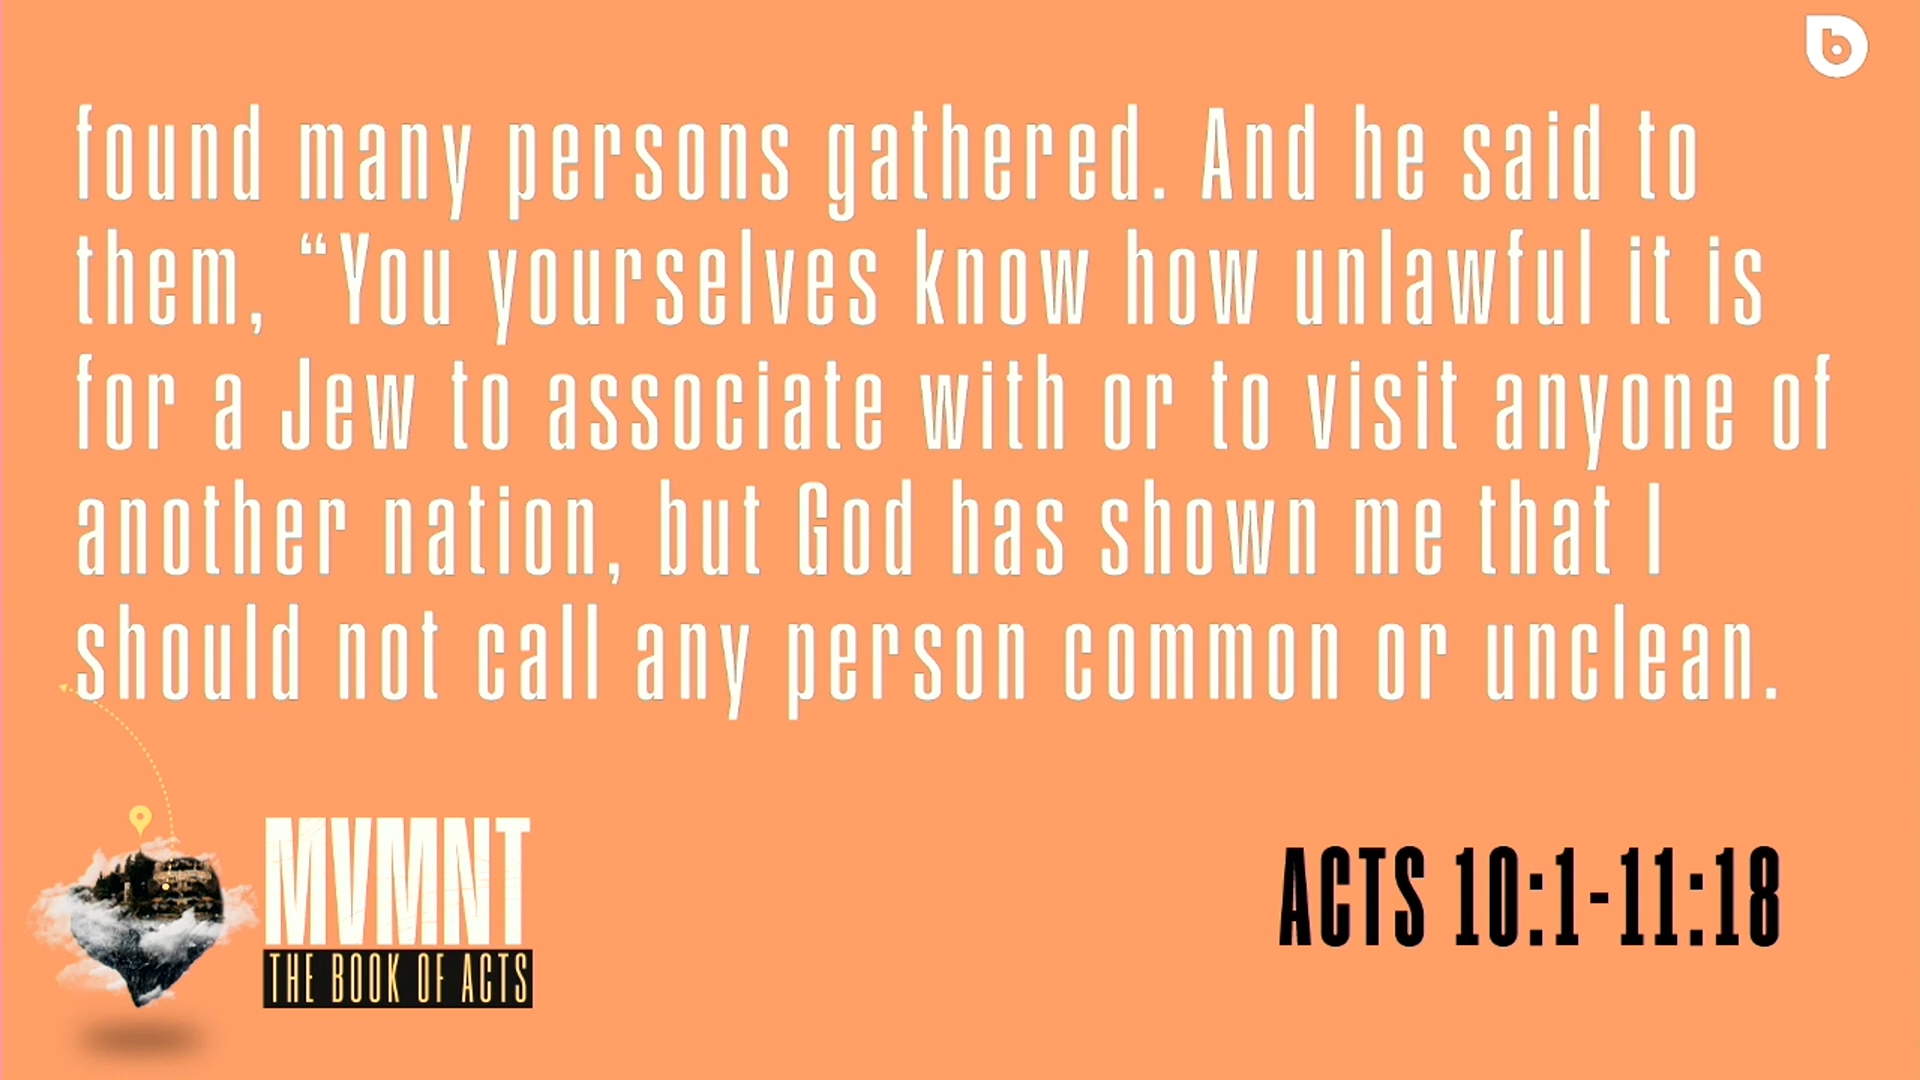 b
found many persons gathered. And he said to
them, “You yourselves know how unlawful it is
for a Jew to associate with or to visit anyone of
another nation, but God has shown me that I
should not call any person common or unclean.
MVMNT
THE BOOK OF ACTS
ACTS 10:1-11:18